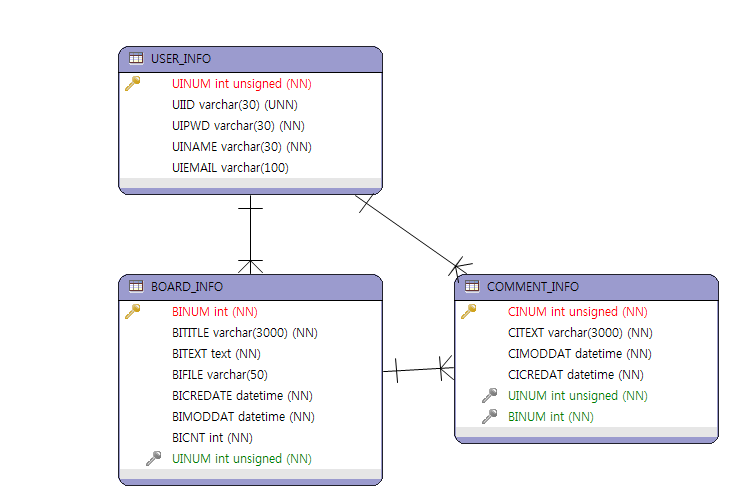 USER_INFO
UINUM int unsigned (NN)
UIID varchar(30) (UNN)
UIPWD varchar(30) (NN)
UINAME varchar(30) (NN)
UIEMAIL varchar(100)
BOARD_INFO
BINUM int (NN)
BITITLE varchar(3000) (NN)
BITEXT text (NN)
BIFILE varchar(50)
BICREDATE datetime (NN)
BIMODDAT datetime (NN)
BICNT int (NN)
UINUM int unsigned (NN)
COMMENT_INFO
CINUM int unsigned (NN)
CITEXT varchar(3000) (NN)
CIMODDAT datetime (NN)
CICREDAT datetime (NN)
UINUM int unsigned (NN)
BINUM int (NN)